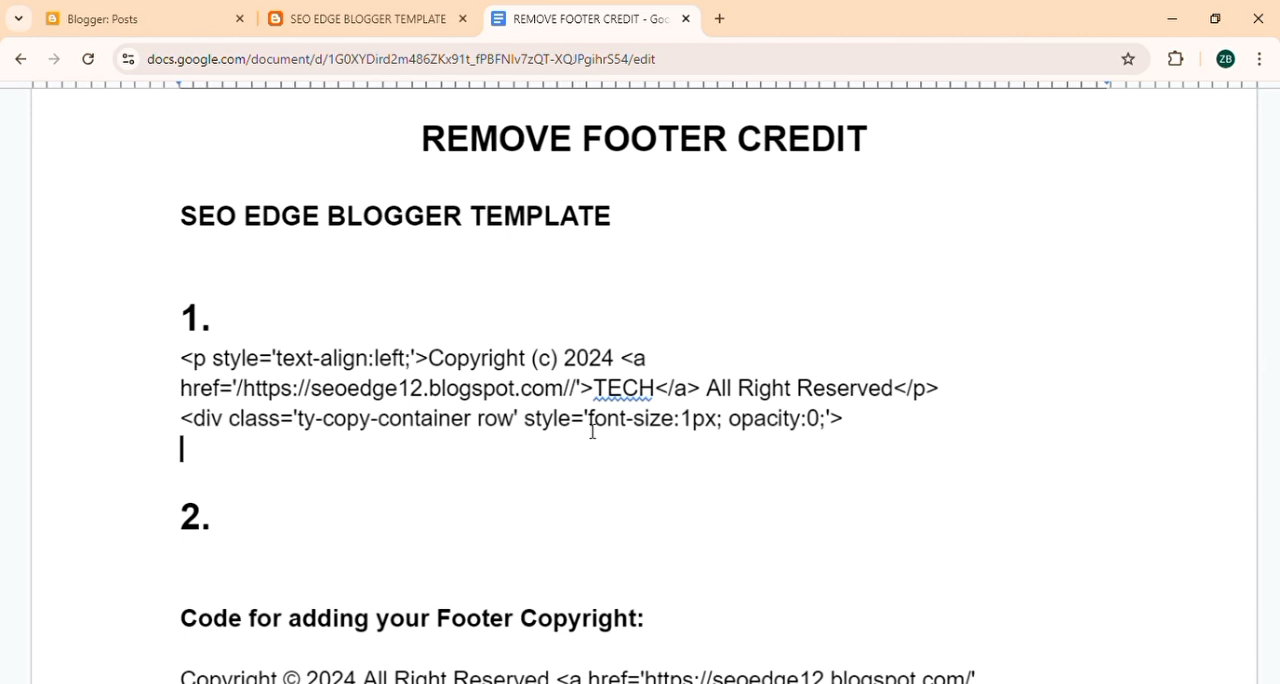 Blogger: Posts
SEO EDGE BLOGGER TEMPLATE
REMOVE FOOTER CREDIT - Goo
docs.google.com/document/d/1G0XYDird2m486ZKx91t_fPBFNIv7zQT-XQJPgihrS54/edit
ZB
REMOVE FOOTER CREDIT
SEO EDGE BLOGGER TEMPLATE
1.
<p style='text-align:left;'>Copyright (c) 2024 <a
href='/https://seoedge12.blogspot.com//'>TECH</a> All Right Reserved</p>
<div class='ty-copy-container row' style='font-size:1px; opacity:0;'>
2.
Code for adding your Footer Copyright:
Copyright © 2024 All Right Reserved <a href='https://seoedge12.blogspot.com/'